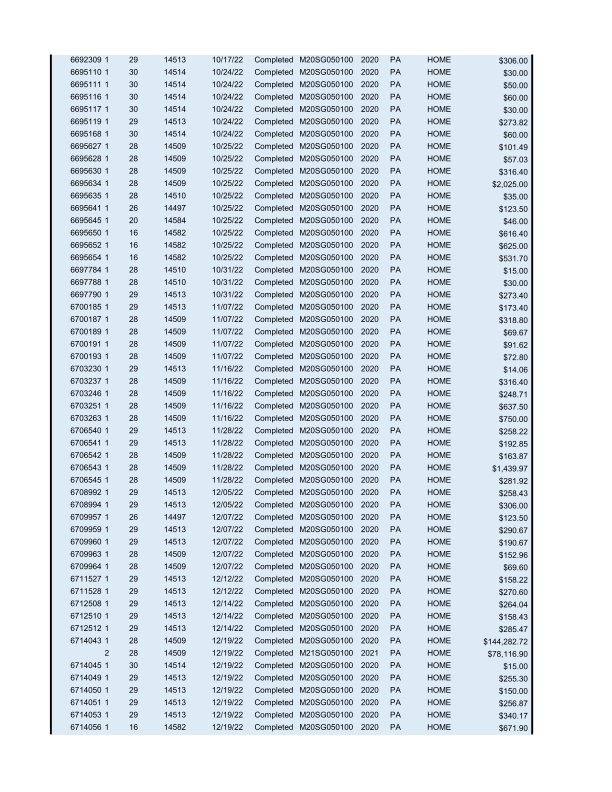 6692309 1 29 14513 10/17/22 Completed M20SG050100 2020 PA HOME $306.00
6695110 1 30 14514 10/24/22 Completed M20SG050100 2020 PA HOME $30.00
6695111 1 30 14514 10/24/22 Completed M20SG050100 2020 PA HOME $50.00
6695116 1 30 14514 10/24/22 Completed M20SG050100 2020 PA HOME $60.00
6695117 1 30 14514 10/24/22 Completed M20SG050100 2020 PA HOME $30.00
6695119 1 29 14513 10/24/22 Completed M20SG050100 2020 PA HOME $273.82
6695168 1 30 14514 10/24/22 Completed M20SG050100 2020 PA HOME $60.00
6695627 1 28 14509 10/25/22 Completed M20SG050100 2020 PA HOME $101.49
6695628 1 28 14509 10/25/22 Completed M20SG050100 2020 PA HOME $57.03
6695630 1 28 14509 10/25/22 Completed M20SG050100 2020 PA HOME $316.40
6695634 1 28 14509 10/25/22 Completed M20SG050100 2020 PA HOME $2,025.00
6695635 1 28 14510 10/25/22 Completed M20SG050100 2020 PA HOME $35.00
6695641 1 26 14497 10/25/22 Completed M20SG050100 2020 PA HOME $123.50
6695645 1 20 14584 10/25/22 Completed M20SG050100 2020 PA HOME $46.00
6695650 1 16 14582 10/25/22 Completed M20SG050100 2020 PA HOME $616.40
6695652 1 16 14582 10/25/22 Completed M20SG050100 2020 PA HOME $625.00
6695654 1 16 14582 10/25/22 Completed M20SG050100 2020 PA HOME $531.70
6697784 1 28 14510 10/31/22 Completed M20SG050100 2020 PA HOME $15.00
6697788 1 28 14510 10/31/22 Completed M20SG050100 2020 PA HOME $30.00
6697790 1 29 14513 10/31/22 Completed M20SG050100 2020 PA HOME $273.40
6700185 1 29 14513 11/07/22 Completed M20SG050100 2020 PA HOME $173.40
6700187 1 28 14509 11/07/22 Completed M20SG050100 2020 PA HOME $318.80
6700189 1 28 14509 11/07/22 Completed M20SG050100 2020 PA HOME $69.67
6700191 1 28 14509 11/07/22 Completed M20SG050100 2020 PA HOME $91.62
6700193 1 28 14509 11/07/22 Completed M20SG050100 2020 PA HOME $72.80
6703230 1 29 14513 11/16/22 Completed M20SG050100 2020 PA HOME $14.06
6703237 1 28 14509 11/16/22 Completed M20SG050100 2020 PA HOME $316.40
6703246 1 28 14509 11/16/22 Completed M20SG050100 2020 PA HOME $248.71
6703251 1 28 14509 11/16/22 Completed M20SG050100 2020 PA HOME $637.50
6703263 1 28 14509 11/16/22 Completed M20SG050100 2020 PA HOME $750.00
6706540 1 29 14513 11/28/22 Completed M20SG050100 2020 PA HOME $258.22
6706541 1 29 14513 11/28/22 Completed M20SG050100 2020 PA HOME $192.85
6706542 1 28 14509 11/28/22 Completed M20SG050100 2020 PA HOME $163.87
6706543 1 28 14509 11/28/22 Completed M20SG050100 2020 PA HOME $1,439.97
6706545 1 28 14509 11/28/22 Completed M20SG050100 2020 PA HOME $281.92
6708992 1 29 14513 12/05/22 Completed M20SG050100 2020 PA HOME $258.43
6708994 1 29 14513 12/05/22 Completed M20SG050100 2020 PA HOME $306.00
6709957 1 26 14497 12/07/22 Completed M20SG050100 2020 PA HOME $123.50
6709959 1 29 14513 12/07/22 Completed M20SG050100 2020 PA HOME $290.67
6709960 1 29 14513 12/07/22 Completed M20SG050100 2020 PA HOME $190.67
6709963 1 28 14509 12/07/22 Completed M20SG050100 2020 PA HOME $152.96
6709964 1 28 14509 12/07/22 Completed M20SG050100 2020 PA HOME $69.60
6711527 1 29 14513 12/12/22 Completed M20SG050100 2020 PA HOME $158.22
6711528 1 29 14513 12/12/22 Completed M20SG050100 2020 PA HOME $270.60
6712508 1 29 14513 12/14/22 Completed M20SG050100 2020 PA HOME $264.04
6712510 1 29 14513 12/14/22 Completed M20SG050100 2020 PA HOME $158.43
6712512 1 29 14513 12/14/22 Completed M20SG050100 2020 PA HOME $285.47
6714043 1 28 14509 12/19/22 Completed M20SG050100 2020 PA HOME $144,282.72
2 28 14509 12/19/22 Completed M21SG050100 2021 PA HOME $78,116.90
6714045 1 30 14514 12/19/22 Completed M20SG050100 2020 PA HOME $15.00
6714049 1 29 14513 12/19/22 Completed M20SG050100 2020 PA HOME $255.30
6714050 1 29 14513 12/19/22 Completed M20SG050100 2020 PA HOME $150.00
6714051 1 29 14513 12/19/22 Completed M20SG050100 2020 PA HOME $256.87
6714053 1 29 14513 12/19/22 Completed M20SG050100 2020 PA HOME $340.17
6714056 1 16 14582 12/19/22 Completed M20SG050100 2020 PA HOME $671.90